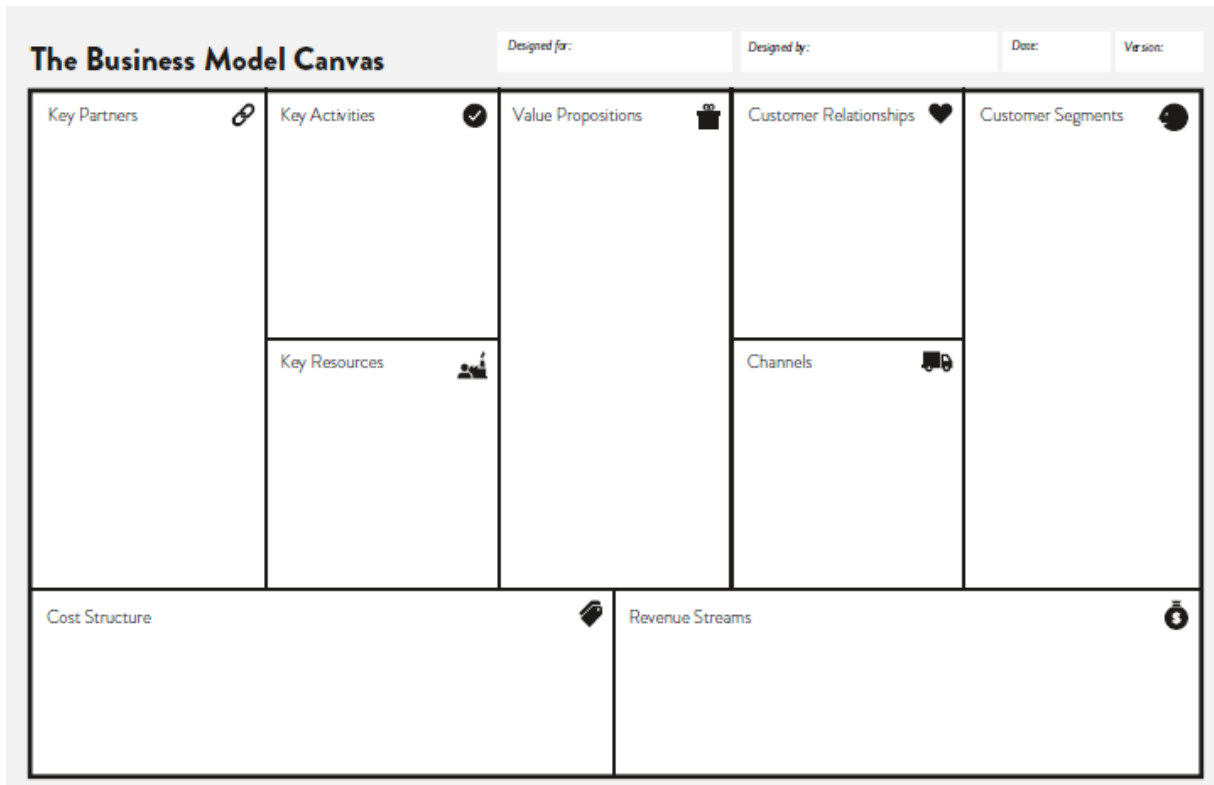 The Business Model Canvas
Designed for:
Designed by:
Date:
Version:
Key Partners
Key Activities
Value Propositions
Customer Relationships
Customer Segments
Key Resources
Channels
Cost Structure
Revenue Streams